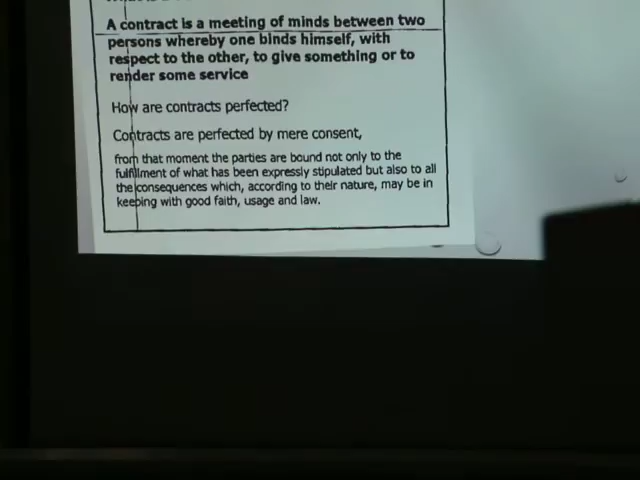 A contract is a meeting of minds between two
persons whereby one binds himself, with
respect to the other, to give something or to
render some service
How are contracts perfected?
Contracts are perfected by mere consent,
from that moment the parties are bound not only to the
fulfillment of what has been expressly stipulated but also to all
the consequences which, according to their nature, may be in
keeping with good faith, usage and law.